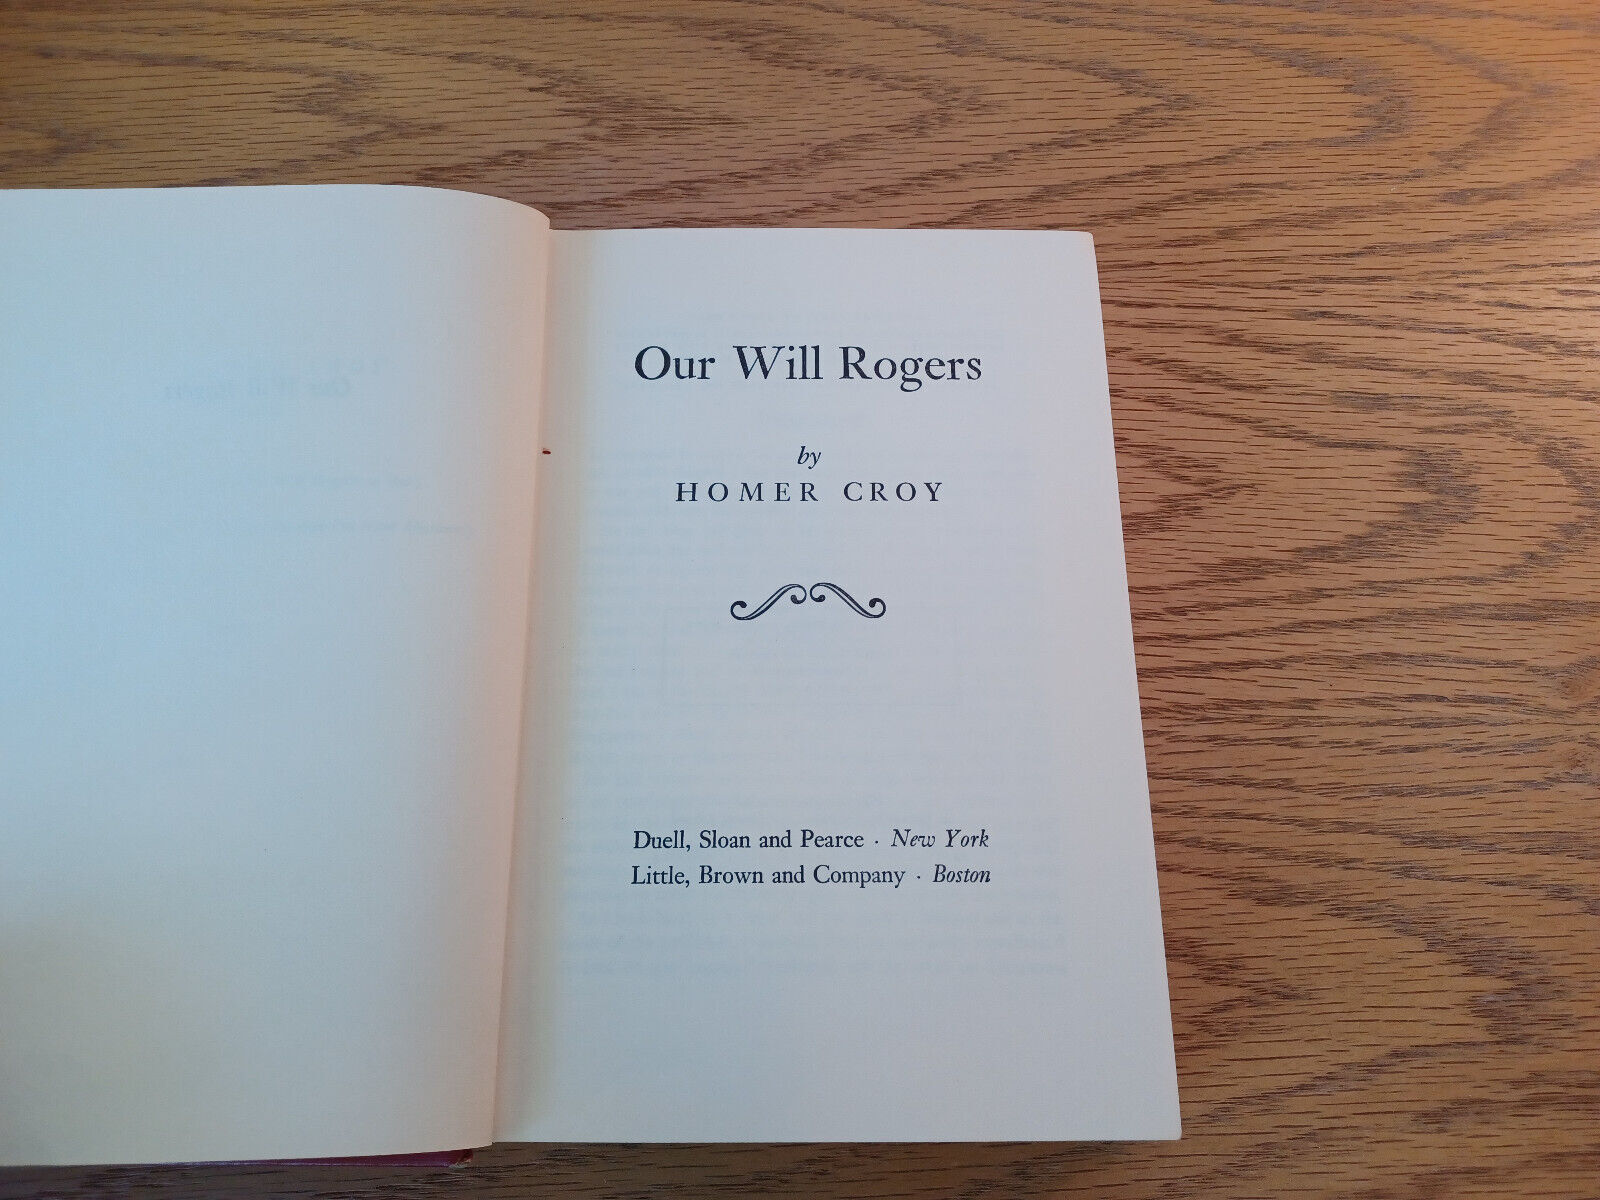 Our Will Rogers
by
HOMER CROY
Duell, Sloan and Pearce · New York
Little, Brown and Company · Boston